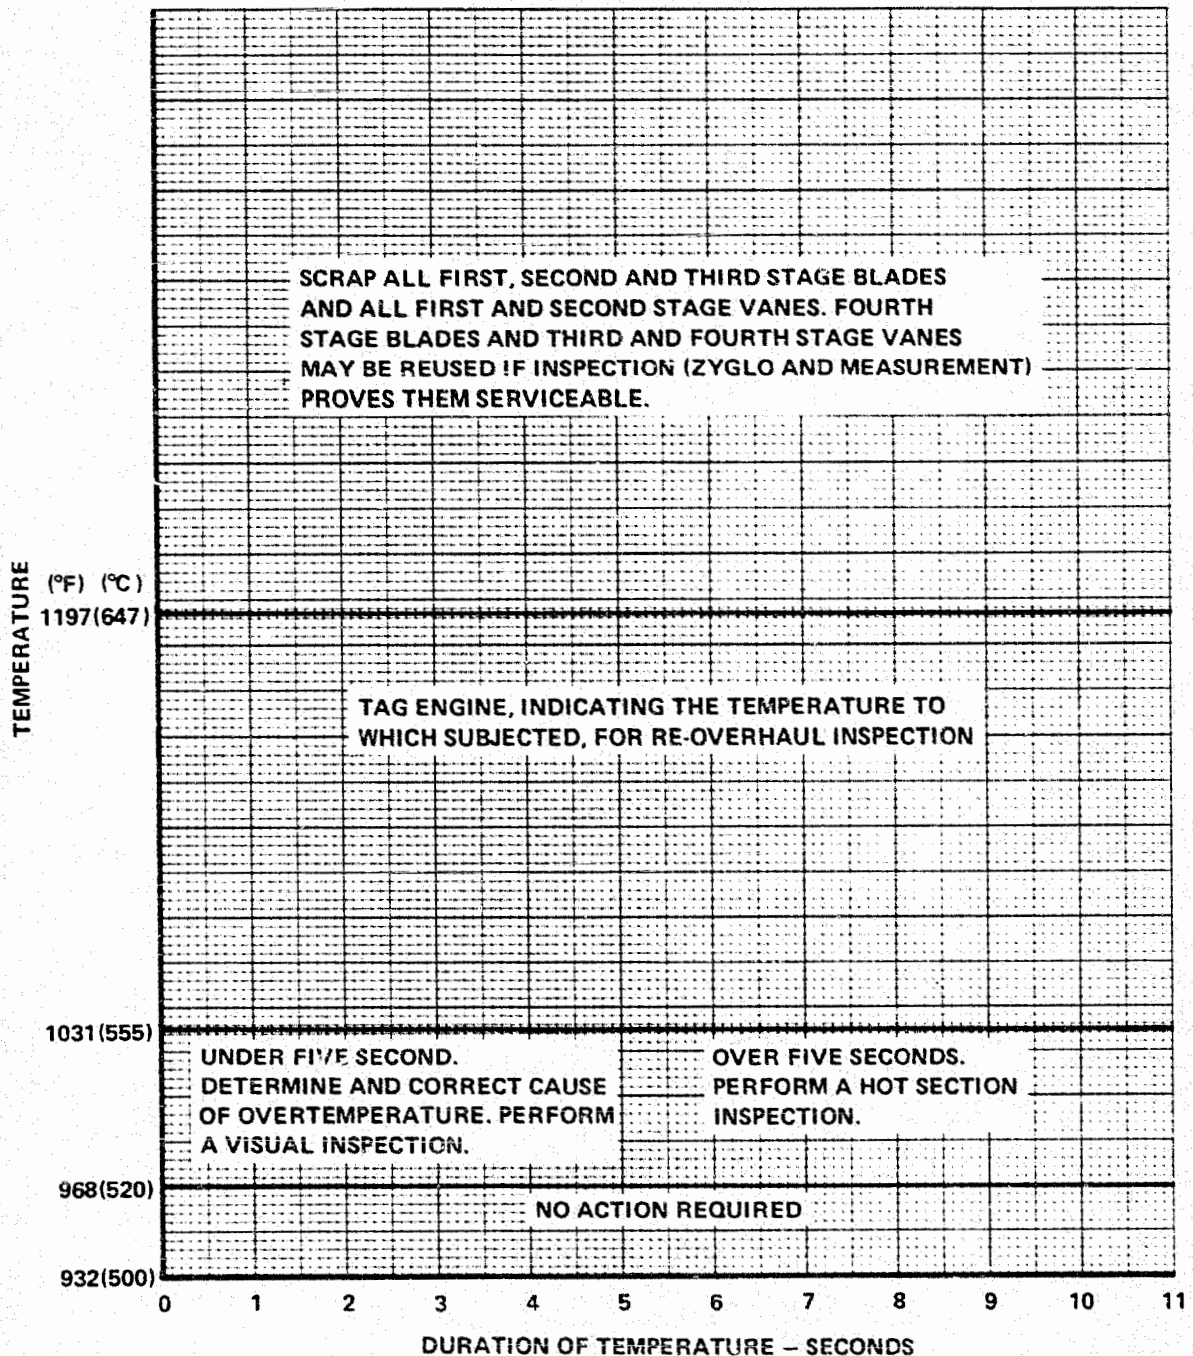 SCRAP ALL FIRST, SECOND AND THIRD STAGE BLADES
AND ALL FIRST AND SECOND STAGE VANES. FOURTH
STAGE BLADES AND THIRD AND FOURTH STAGE VANES
MAY BE REUSED IF INSPECTION (ZYGLO AND MEASUREMENT)
PROVES THEM SERVICEABLE.
TEMPERATURE
(°F) (°C)
1197(647)
TAG ENGINE, INDICATING THE TEMPERATURE TO
WHICH SUBJECTED, FOR RE-OVERHAUL INSPECTION
1031(555)
UNDER FIVE SECOND.
DETERMINE AND CORRECT CAUSE
OF OVERTEMPERATURE. PERFORM
A VISUAL INSPECTION.
OVER FIVE SECONDS.
PERFORM A HOT SECTION
INSPECTION.
968(520)
NO ACTION REQUIRED
932(500)
0 1 2 3 4 5 6 7 8 9 10 11
DURATION OF TEMPERATURE – SECONDS